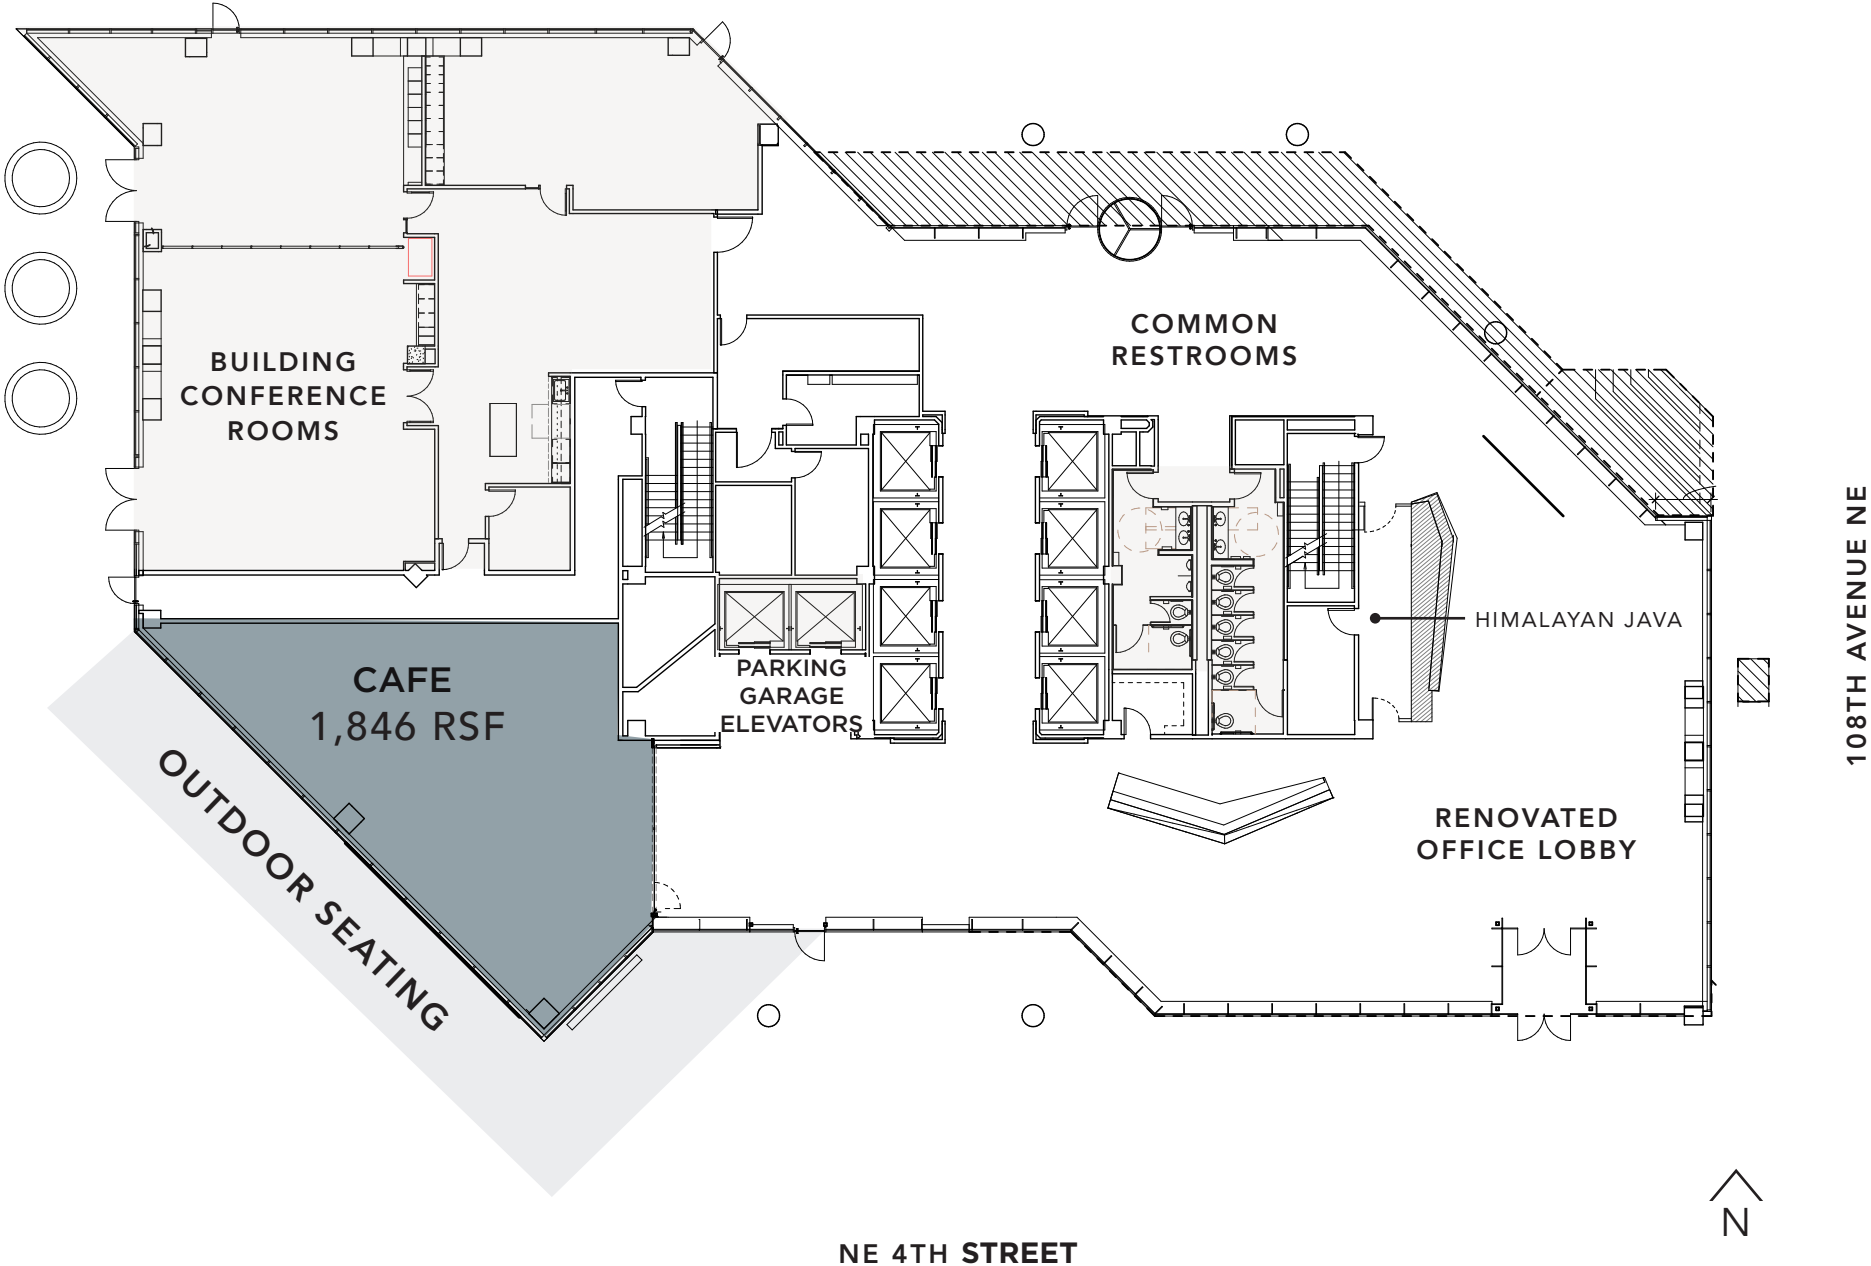 COMMON
RESTROOMS
BUILDING
CONFERENCE
ROOMS
HIMALAYAN JAVA
108TH AVENUE NE
CAFE
1,846 RSF
PARKING
GARAGE
ELEVATORS
OUTDOOR SEATING
RENOVATED
OFFICE LOBBY
N
NE 4TH STREET